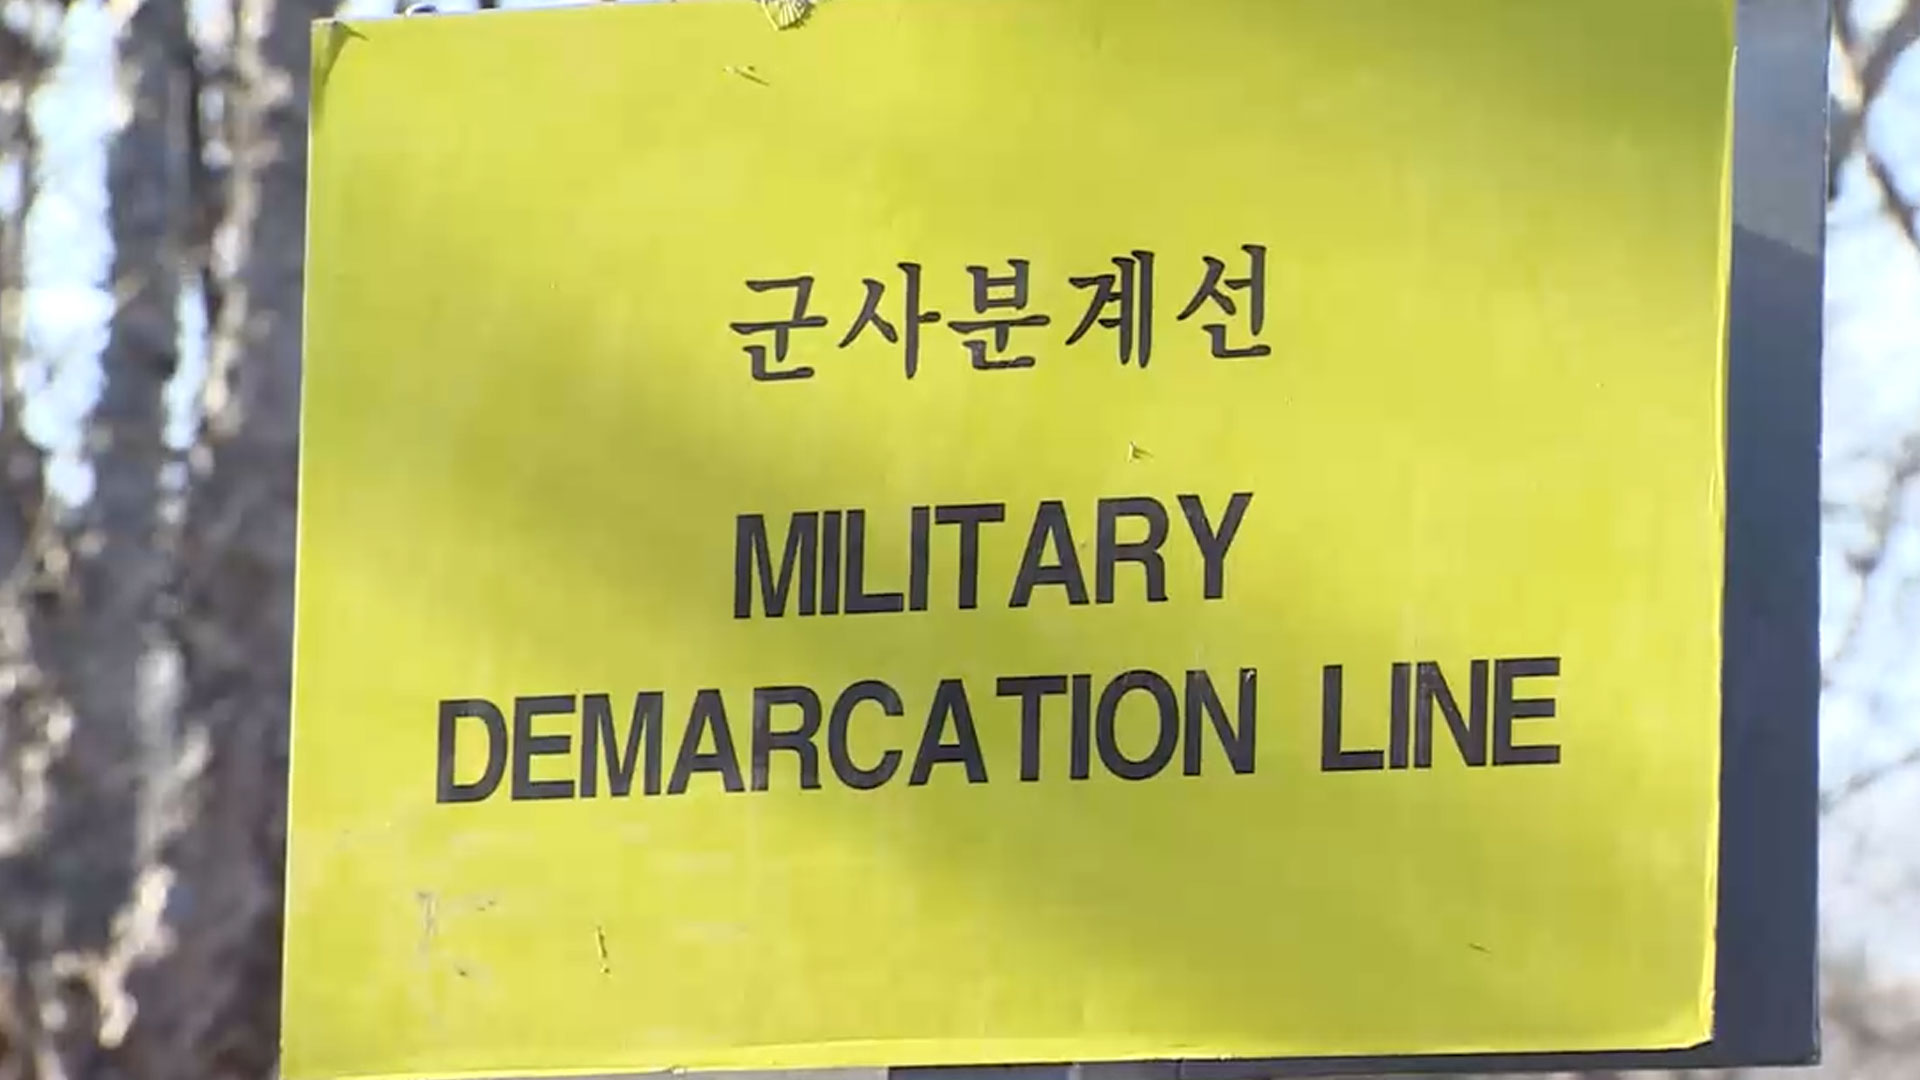 군사분계선
MILITARY
DEMARCATION LINE